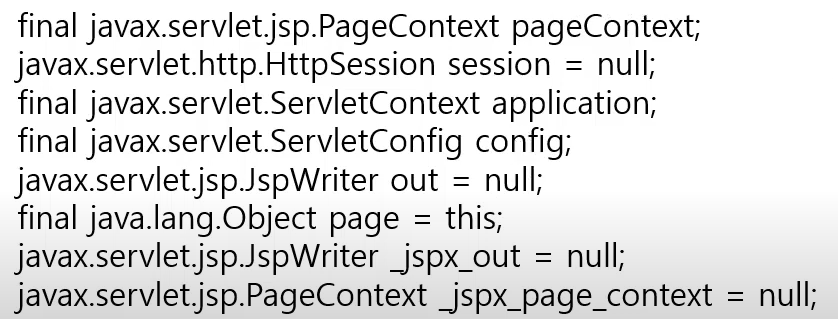 final javax.servlet.jsp.PageContext pageContext;
javax.servlet.http.HttpSession session = null;
final javax.servlet.ServletContext application;
final javax.servlet.ServletConfig config;
javax.servlet.jsp.JspWriter out = null;
final java.lang.Object page = this;
javax.servlet.jsp.JspWriter _jspx_out = null;
javax.servlet.jsp.PageContext _jspx_page_context = null;